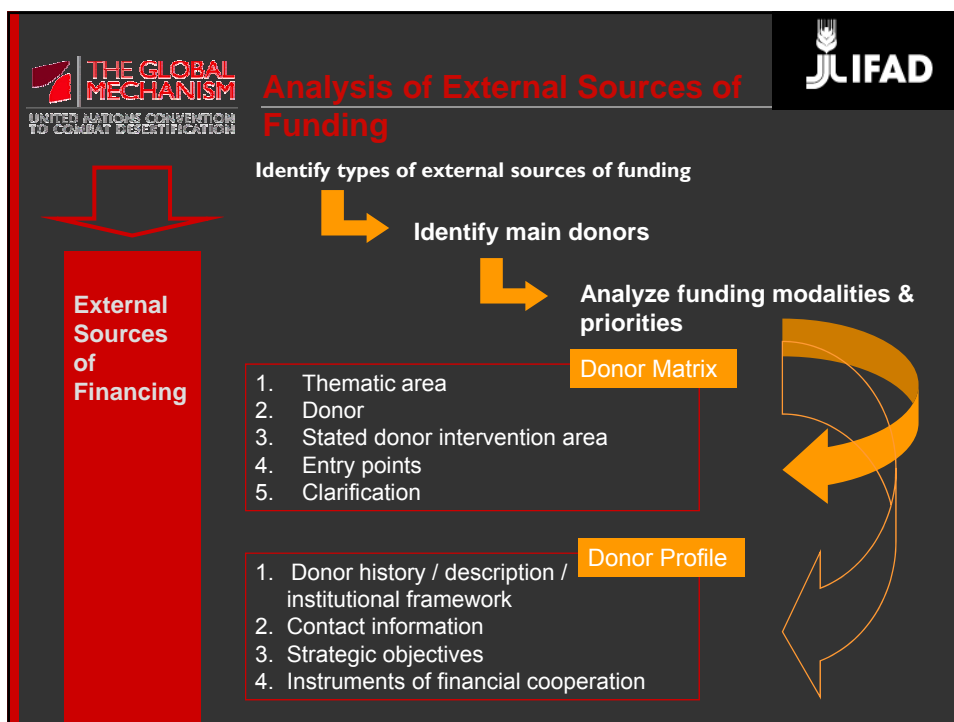 THE GLOBAL
MECHANISM
UNITED NATIONS CONVENTION
TO COMBAT DESERTIFICATION
Analysis of External Sources of
Funding
JLIFAD
Identify types of external sources of funding
Identify main donors
Analyze funding modalities &
priorities
External
Sources
of
Financing
Donor Matrix
1. Thematic area
2. Donor
3. Stated donor intervention area
4. Entry points
5. Clarification
Donor Profile
1. Donor history / description /
institutional framework
2. Contact information
3. Strategic objectives
4. Instruments of financial cooperation